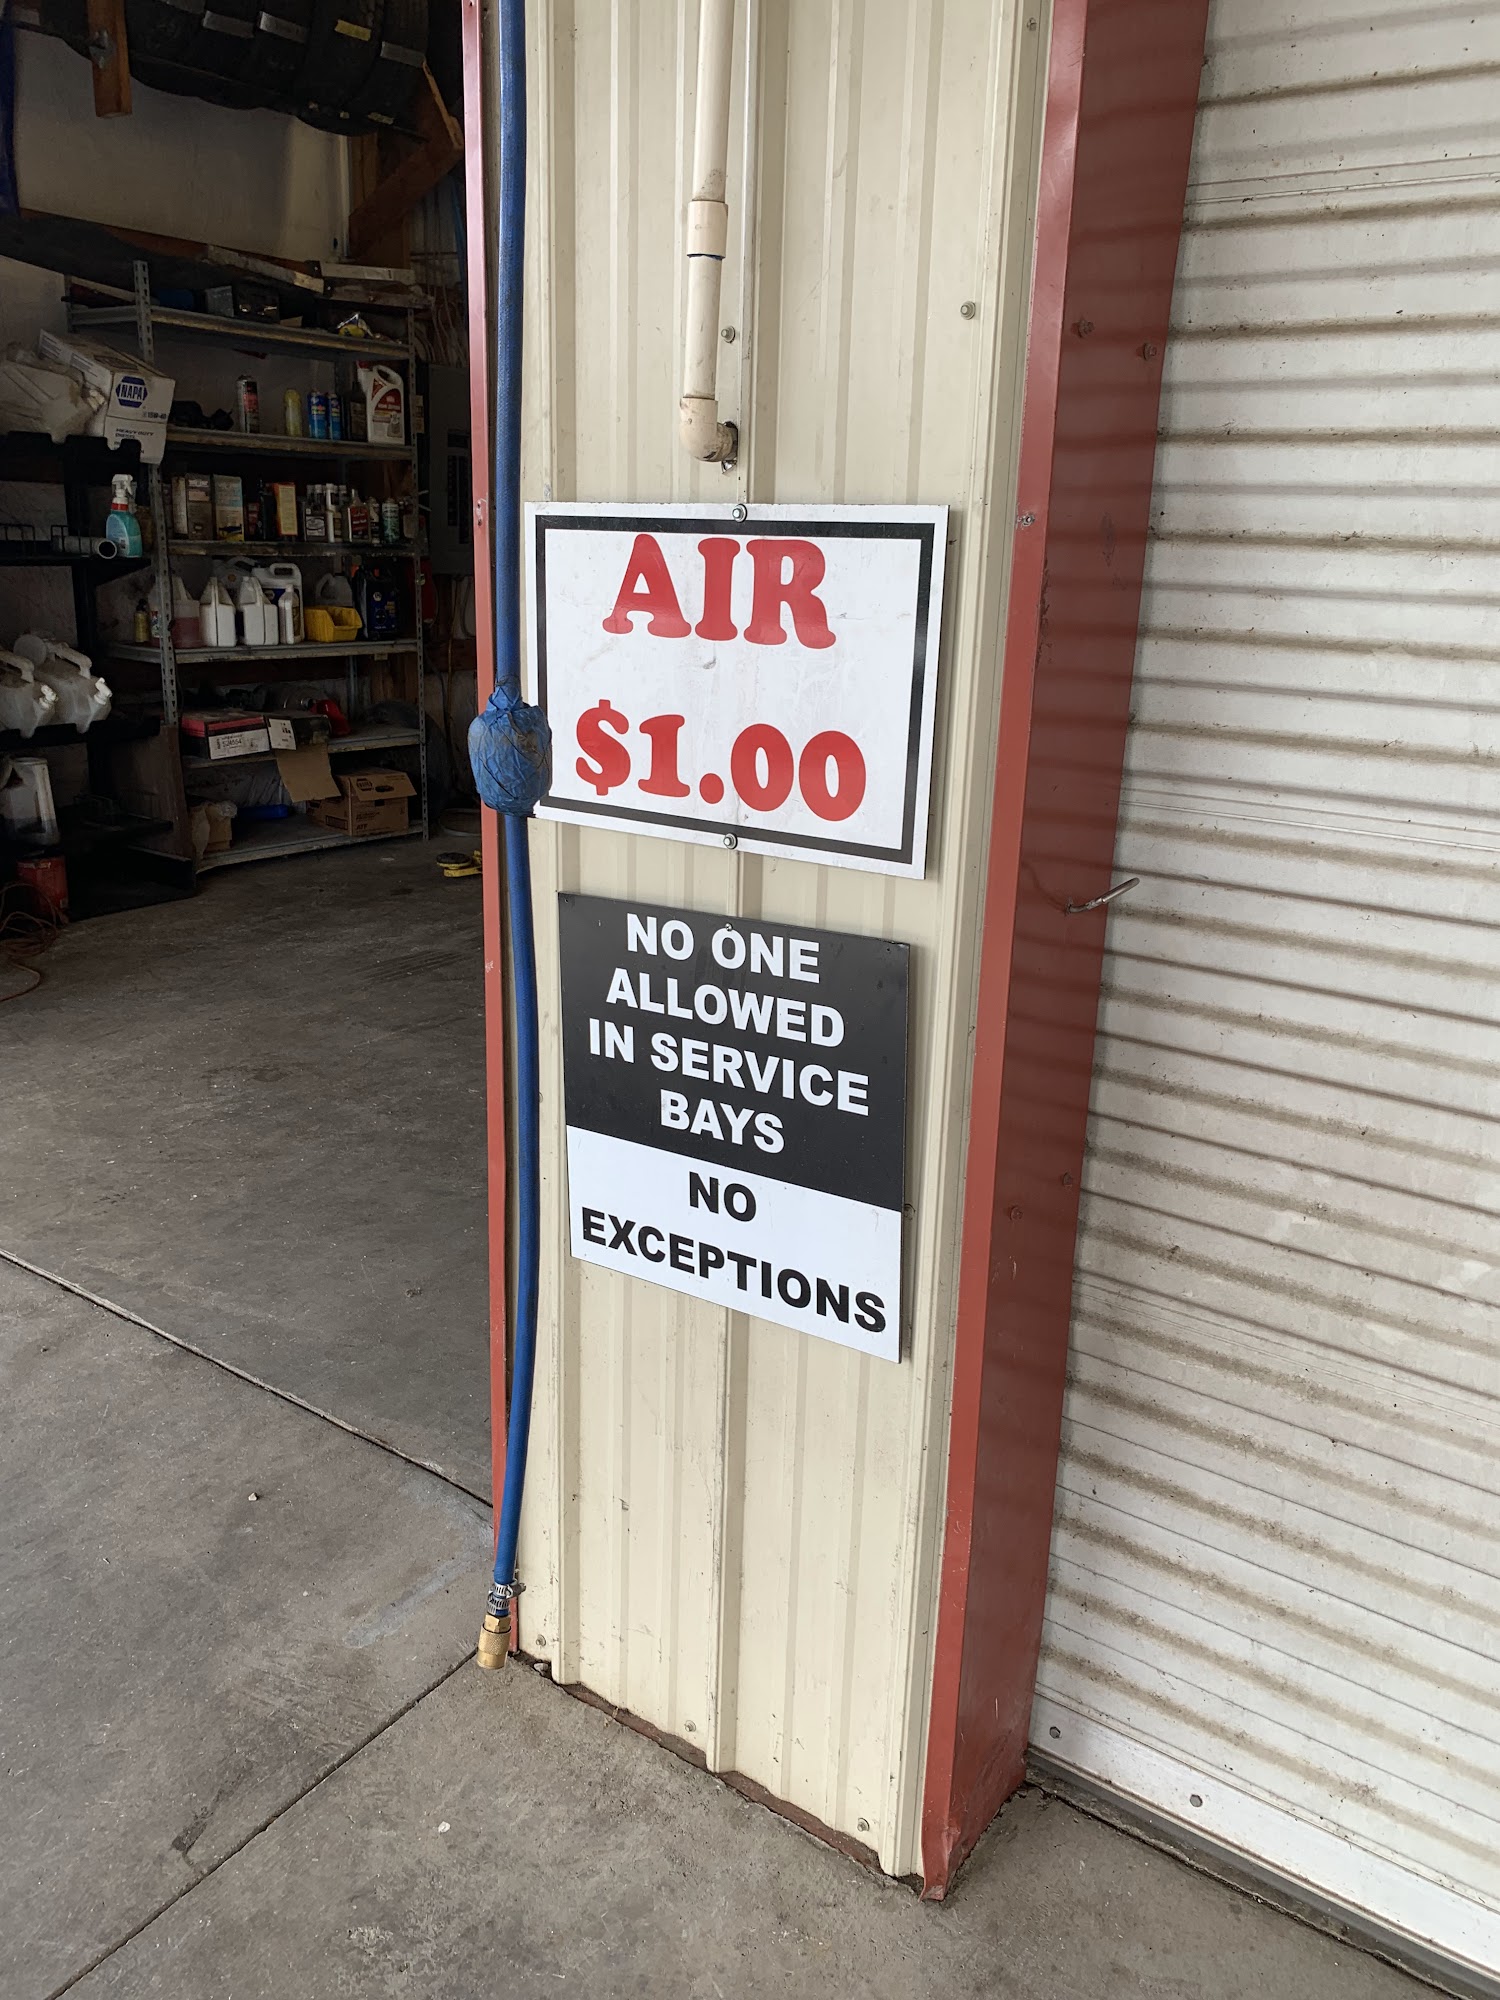 AIR
$1.00
NO ONE
ALLOWED
IN SERVICE
BAYS
NO
EXCEPTIONS
NAPA